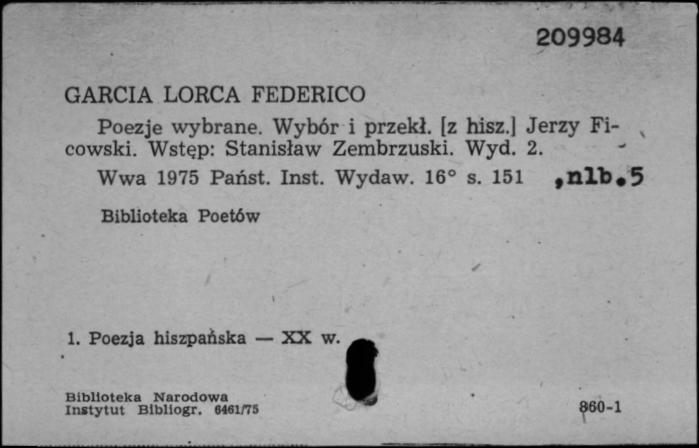 209984
GARCIA LORCA FEDERICO
Poezje wybrane. Wybór i przekł. [z hisz.] Jerzy Fi-
cowski. Wstęp: Stanisław Zembrzuski. Wyd. 2.
Wwa 1975 Państ. Inst. Wydaw. 16° s. 151 ,nlb.5
Biblioteka Poetów
1. Poezja hiszpańska — XX w.
Biblioteka Narodowa
Instytut Bibliogr. 6461/75 860-1